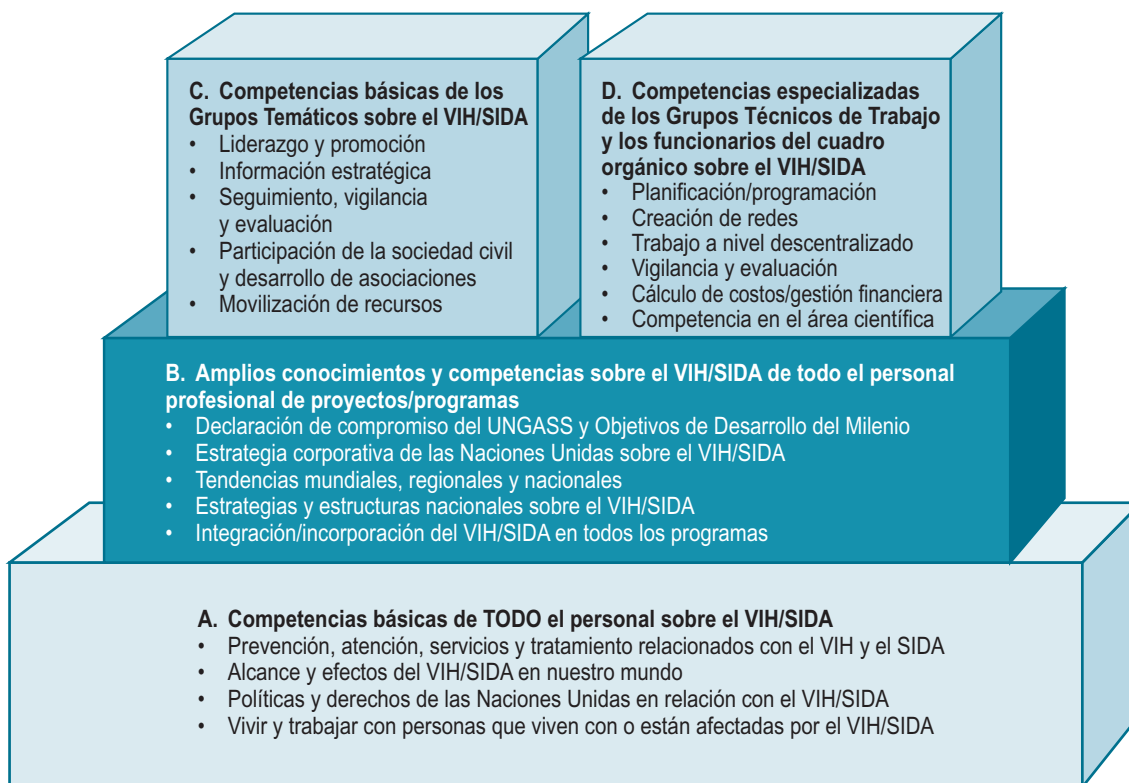 C. Competencias básicas de los
Grupos Temáticos sobre el VIH/SIDA
• Liderazgo y promoción
• Información estratégica
• Seguimiento, vigilancia
y evaluación
• Participación de la sociedad civil
y desarrollo de asociaciones
• Movilización de recursos
D. Competencias especializadas
de los Grupos Técnicos de Trabajo
y los funcionarios del cuadro
orgánico sobre el VIH/SIDA
• Planificación/programación
• Creación de redes
• Trabajo a nivel descentralizado
• Vigilancia y evaluación
• Cálculo de costos/gestión financiera
• Competencia en el área científica
B. Amplios conocimientos y competencias sobre el VIH/SIDA de todo el personal
profesional de proyectos/programas
• Declaración de compromiso del UNGASS y Objetivos de Desarrollo del Milenio
• Estrategia corporativa de las Naciones Unidas sobre el VIH/SIDA
• Tendencias mundiales, regionales y nacionales
• Estrategias y estructuras nacionales sobre el VIH/SIDA
• Integración/incorporación del VIH/SIDA en todos los programas
A. Competencias básicas de TODO el personal sobre el VIH/SIDA
• Prevención, atención, servicios y tratamiento relacionados con el VIH y el SIDA
• Alcance y efectos del VIH/SIDA en nuestro mundo
• Políticas y derechos de las Naciones Unidas en relación con el VIH/SIDA
• Vivir y trabajar con personas que viven con o están afectadas por el VIH/SIDA